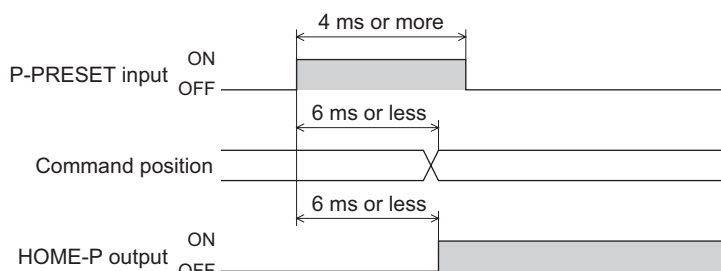 4 ms or more
P-PRESET input
ON
OFF
6 ms or less
Command position
6 ms or less
HOME-P output
ON
OFF